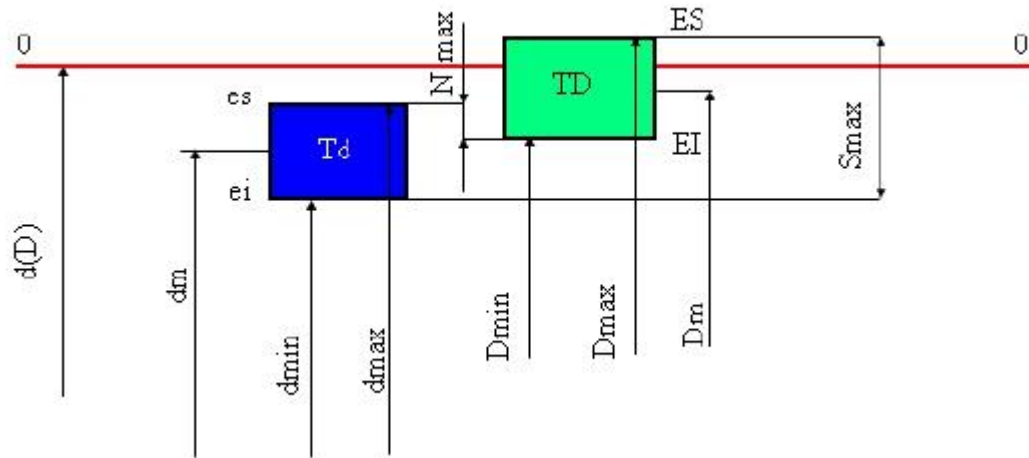 0
ES
0
N max
TD
es
Td
EI
Smax
ei
d(D)
dm
dmin
dmax
Dmin
Dmax
Dm